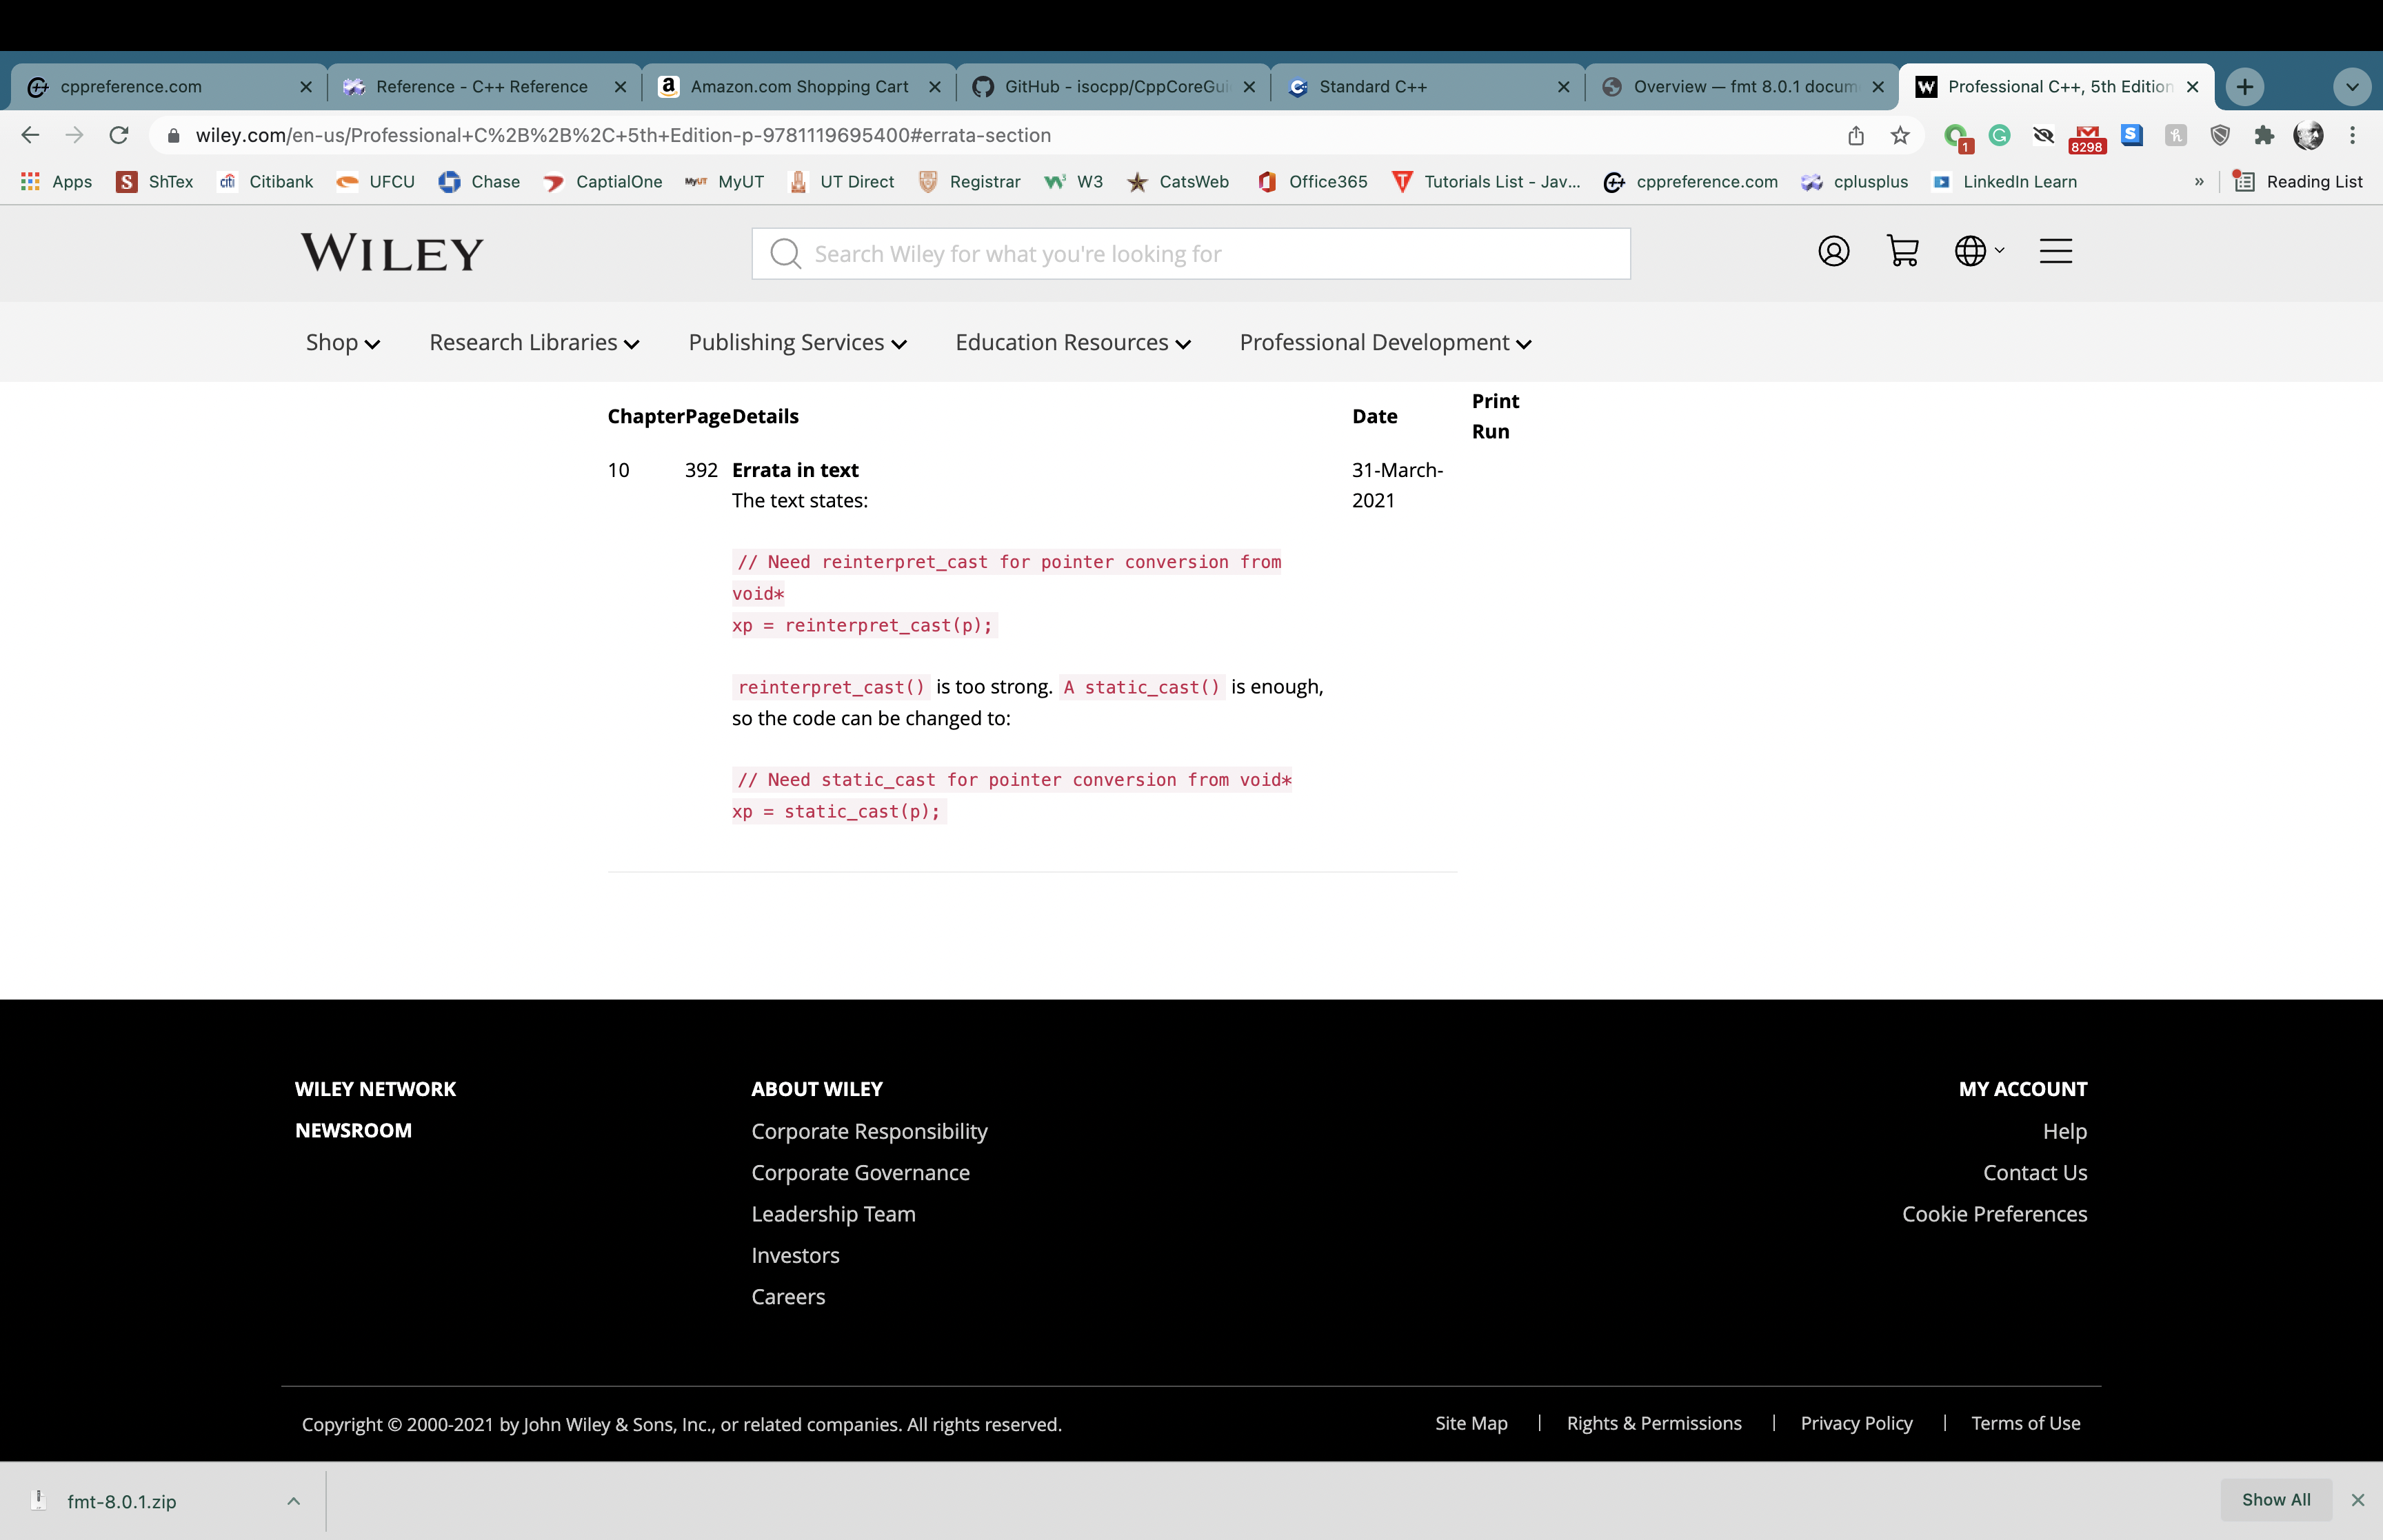 cppreference.com
Reference - C++ Reference
Amazon.com Shopping Cart
GitHub - isocpp/CppCoreGui
Standard C++
Overview — fmt 8.0.1 docum
Professional C++, 5th Edition
wiley.com/en-us/Professional+C%2B%2B%2C+5th+Edition-p-9781119695400#errata-section
1
8298
Apps
ShTex
Citibank
UFCU
Chase
CaptialOne
MyUT
UT Direct
Registrar
W3
CatsWeb
Office365
Tutorials List - Jav...
cppreference.com
cplusplus
LinkedIn Learn
»
Reading List
WILEY
Search Wiley for what you're looking for
Shop
Research Libraries
Publishing Services
Education Resources
Professional Development
Chapter Page Details Date Print
Run
10 392 Errata in text 31-March-
The text states: 2021
// Need reinterpret_cast for pointer conversion from
void*
xp = reinterpret_cast(p);
reinterpret_cast() is too strong. A static_cast() is enough,
so the code can be changed to:
// Need static_cast for pointer conversion from void*
xp = static_cast(p);
WILEY NETWORK
NEWSROOM
ABOUT WILEY
Corporate Responsibility
Corporate Governance
Leadership Team
Investors
Careers
MY ACCOUNT
Help
Contact Us
Cookie Preferences
Copyright © 2000-2021 by John Wiley & Sons, Inc., or related companies. All rights reserved.
Site Map | Rights & Permissions | Privacy Policy | Terms of Use
fmt-8.0.1.zip
Show All